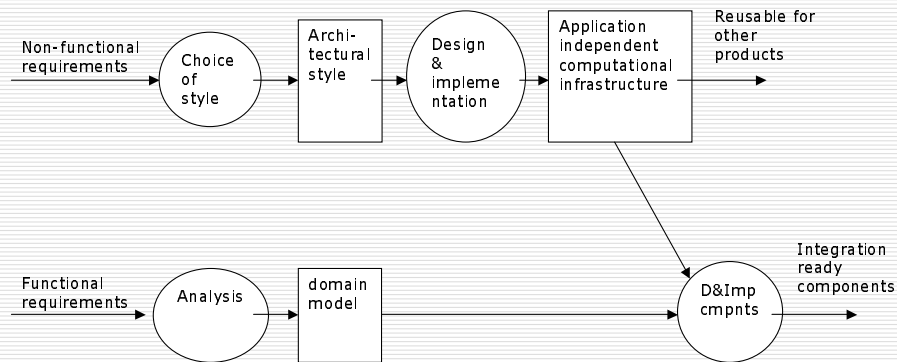 Non-functional
requirements
Choice
of
style
Archi-
tectural
style
Design
&
impleme
ntation
Application
independent
computational
infrastructure
Reusable for
other
products
Functional
requirements
Analysis
domain
model
D&Imp
cmpnts
Integration
ready
components